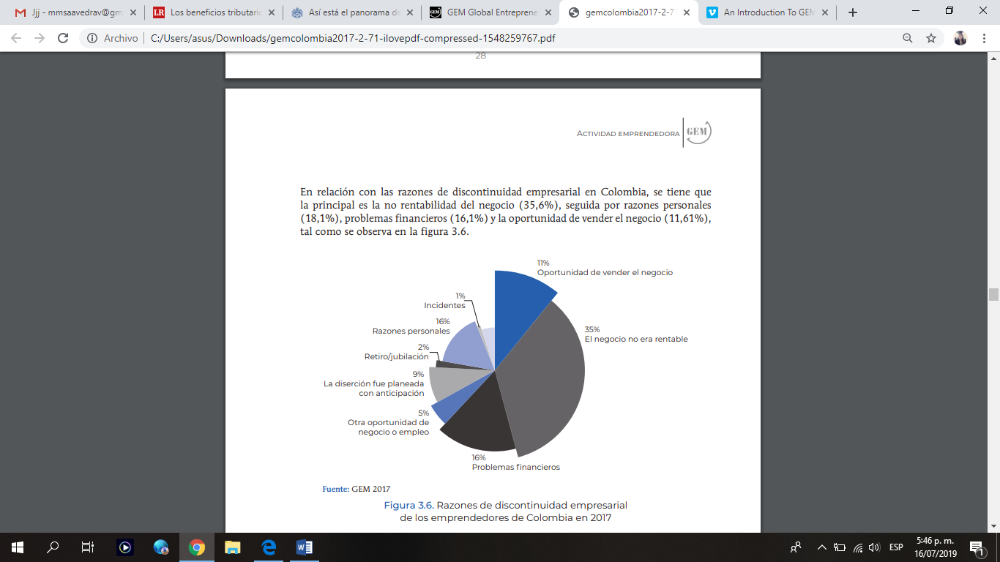 Jjj - mmsaavedrav@gm
Los beneficios tributario
Así está el panorama de
GEM Global Entreprene
gemcolombia2017-2-7
An Introduction To GEM
Archivo
C:/Users/asus/Downloads/gemcolombia2017-2-71-ilovepdf-compressed-1548259767.pdf
28
ACTIVIDAD EMPRENDEDORA
GEM
En relación con las razones de discontinuidad empresarial en Colombia, se tiene que
la principal es la no rentabilidad del negocio (35,6%), seguida por razones personales
(18,1%), problemas financieros (16,1%) y la oportunidad de vender el negocio (11,61%),
tal como se observa en la figura 3.6.
11%
Oportunidad de vender el negocio
1%
Incidentes
16%
Razones personales
35%
El negocio no era rentable
2%
Retiro/jubilación
9%
La diserción fue planeada
con anticipación
5%
Otra oportunidad de
negocio o empleo
16%
Problemas financieros
Fuente: GEM 2017
Figura 3.6. Razones de discontinuidad empresarial
de los emprendedores de Colombia en 2017
ESP
5:46 p. m.
16/07/2019
1